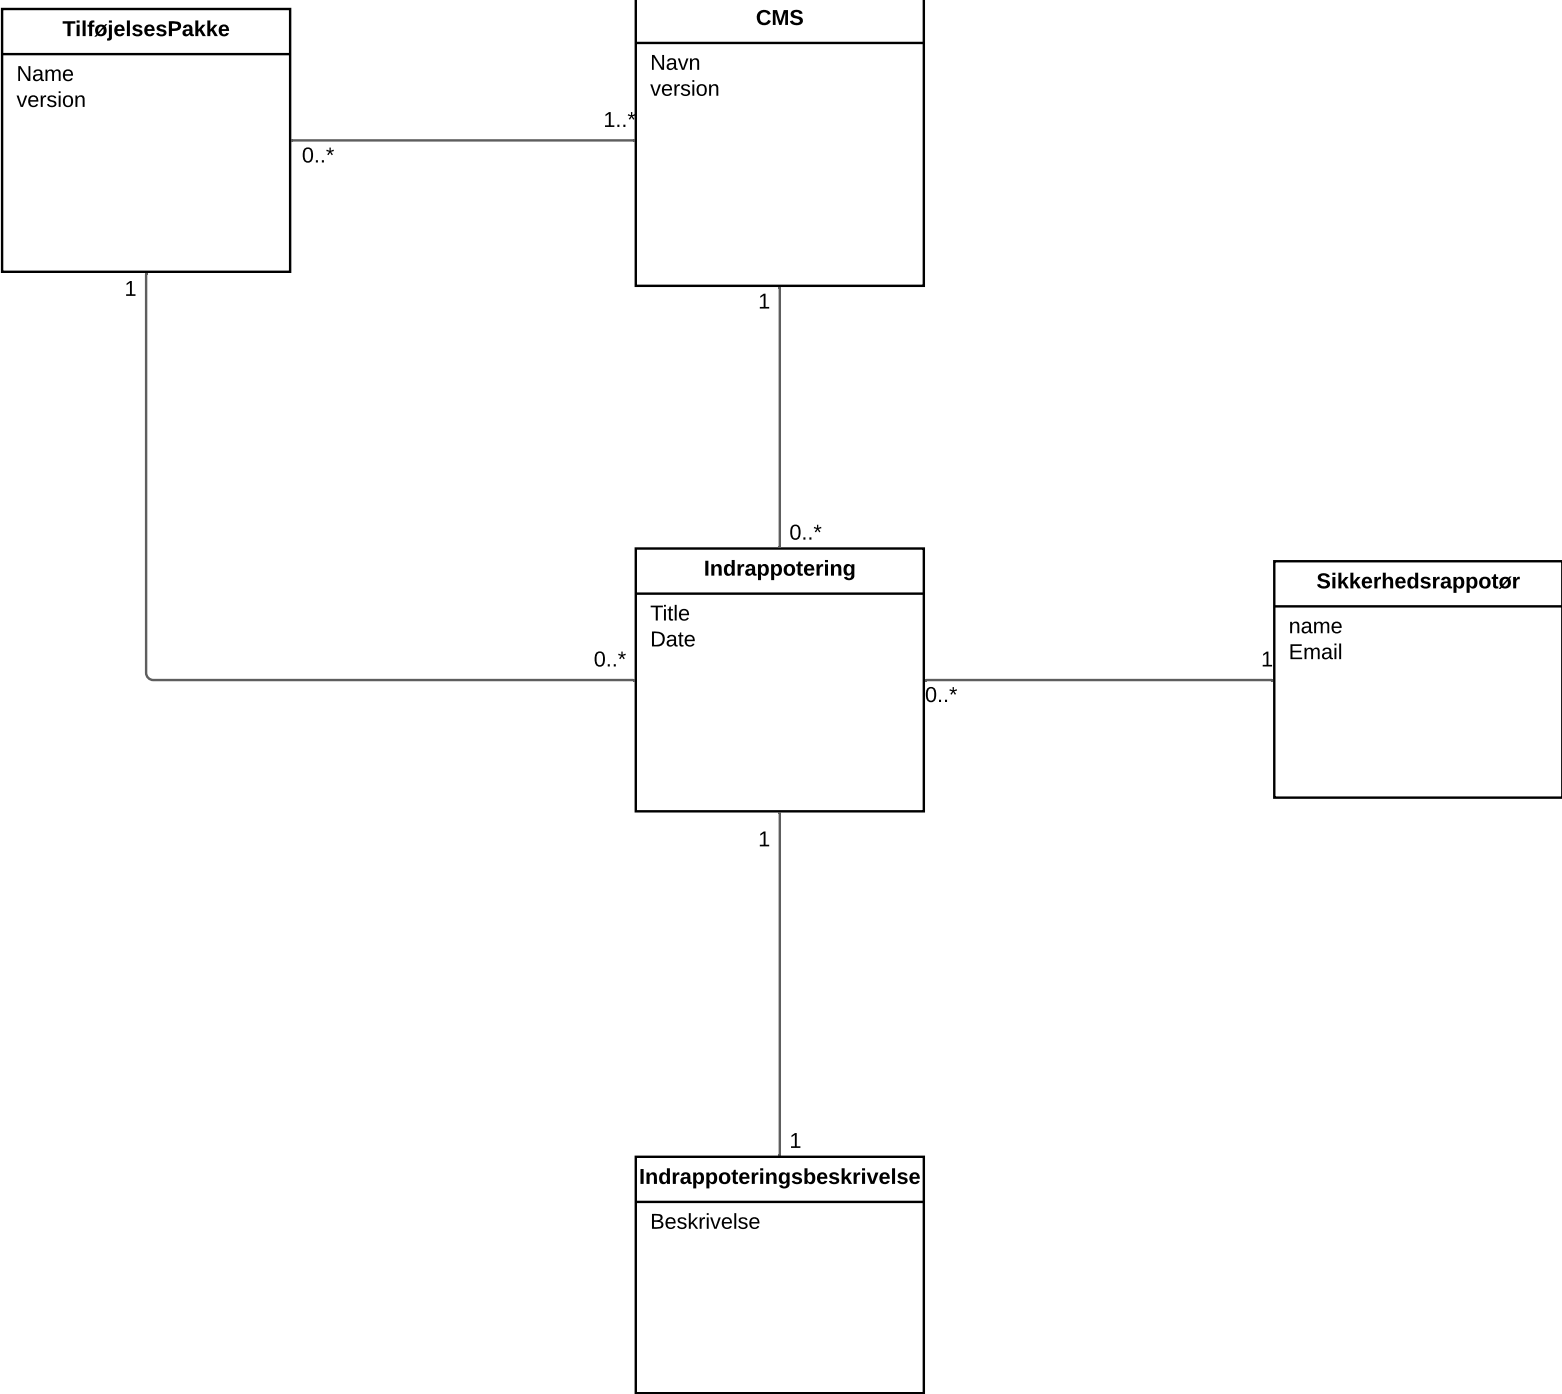 TilføjelsesPakke
Name
version
CMS
Navn
version
1..*
0..*
1
1
0..*
Indrappotering
Title
Date
0..*
0..*
1
Sikkerhedsrappotør
name
Email
1
1
Indrappoteringsbeskrivelse
Beskrivelse